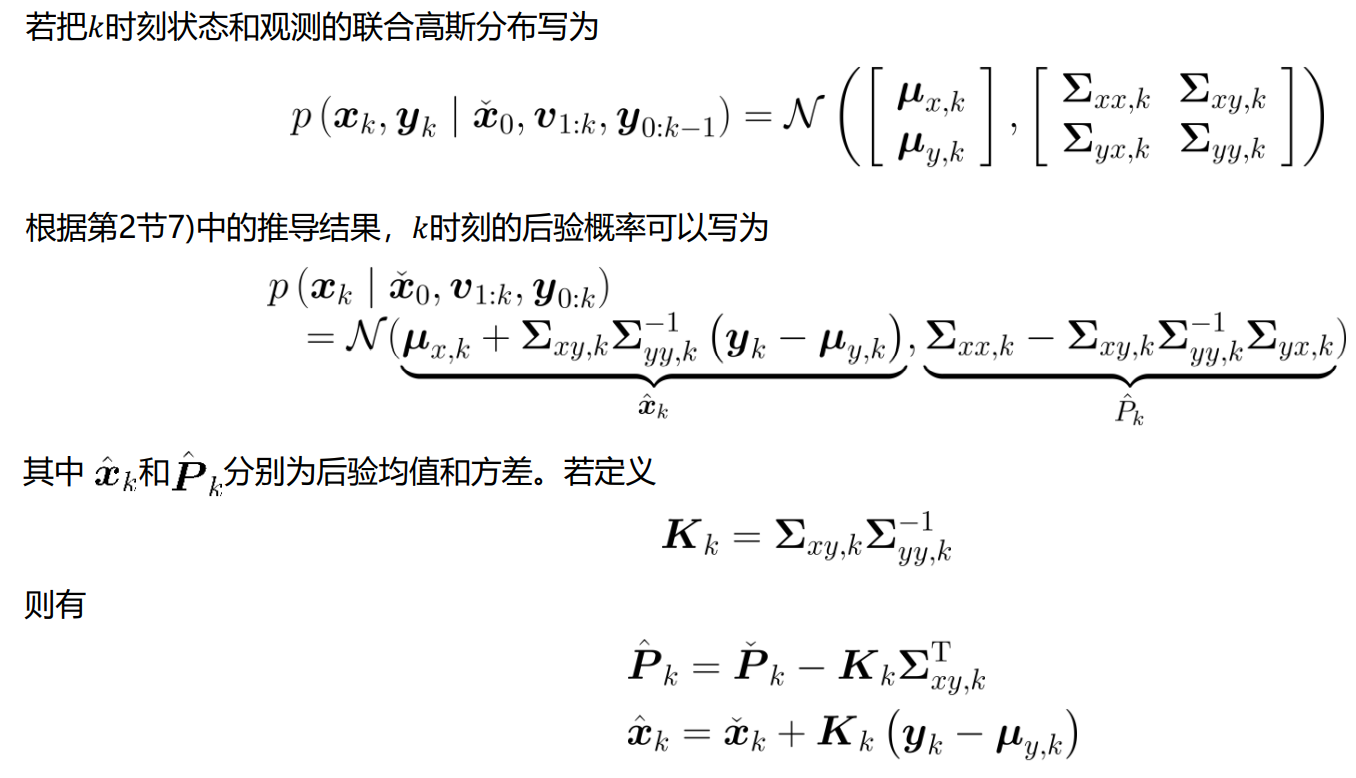 若把$k$时刻状态和观测的联合高斯分布写为
$$p\left(\boldsymbol{x}_k, \boldsymbol{y}_k \mid \check{\boldsymbol{x}}_0, \boldsymbol{v}_{1:k}, \boldsymbol{y}_{0:k-1}\right) = \mathcal{N}\left(\left[\begin{array}{c}\boldsymbol{\mu}_{x,k} \\ \boldsymbol{\mu}_{y,k}\end{array}\right], \left[\begin{array}{cc}\boldsymbol{\Sigma}_{xx,k} & \boldsymbol{\Sigma}_{xy,k} \\ \boldsymbol{\Sigma}_{yx,k} & \boldsymbol{\Sigma}_{yy,k}\end{array}\right]\right)$$
根据第2节7)中的推导结果，$k$时刻的后验概率可以写为
$$p\left(\boldsymbol{x}_k \mid \check{\boldsymbol{x}}_0, \boldsymbol{v}_{1:k}, \boldsymbol{y}_{0:k}\right)$$
$$= \mathcal{N}(\underbrace{\boldsymbol{\mu}_{x,k} + \boldsymbol{\Sigma}_{xy,k}\boldsymbol{\Sigma}_{yy,k}^{-1}\left(\boldsymbol{y}_k - \boldsymbol{\mu}_{y,k}\right)}_{\hat{\boldsymbol{x}}_k}, \underbrace{\boldsymbol{\Sigma}_{xx,k} - \boldsymbol{\Sigma}_{xy,k}\boldsymbol{\Sigma}_{yy,k}^{-1}\boldsymbol{\Sigma}_{yx,k}}_{\hat{P}_k})$$
其中 $\hat{\boldsymbol{x}}_k$和$\hat{\boldsymbol{P}}_k$分别为后验均值和方差。若定义
$$\boldsymbol{K}_k = \boldsymbol{\Sigma}_{xy,k}\boldsymbol{\Sigma}_{yy,k}^{-1}$$
则有
$$\hat{\boldsymbol{P}}_k = \check{\boldsymbol{P}}_k - \boldsymbol{K}_k\boldsymbol{\Sigma}_{xy,k}^{\mathrm{T}}$$
$$\hat{\boldsymbol{x}}_k = \check{\boldsymbol{x}}_k + \boldsymbol{K}_k\left(\boldsymbol{y}_k - \boldsymbol{\mu}_{y,k}\right)$$